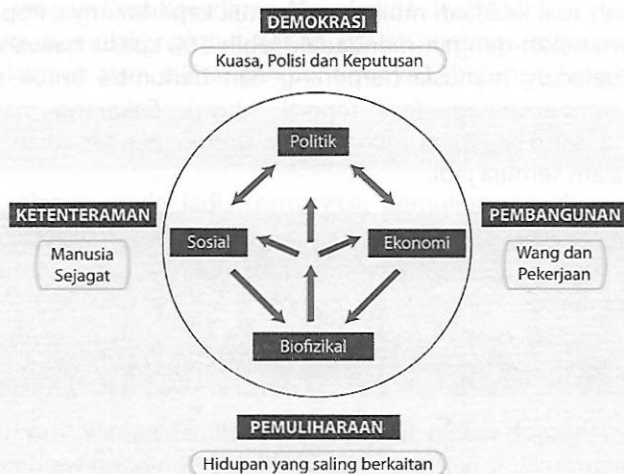 DEMOKRASI
Kuasa, Polisi dan Keputusan
Politik
KETENTERAMAN
Manusia
Sejagat
Sosial
Ekonomi
PEMBANGUNAN
Wang dan
Pekerjaan
Biofizikal
PEMULIHARAAN
Hidupan yang saling berkaitan